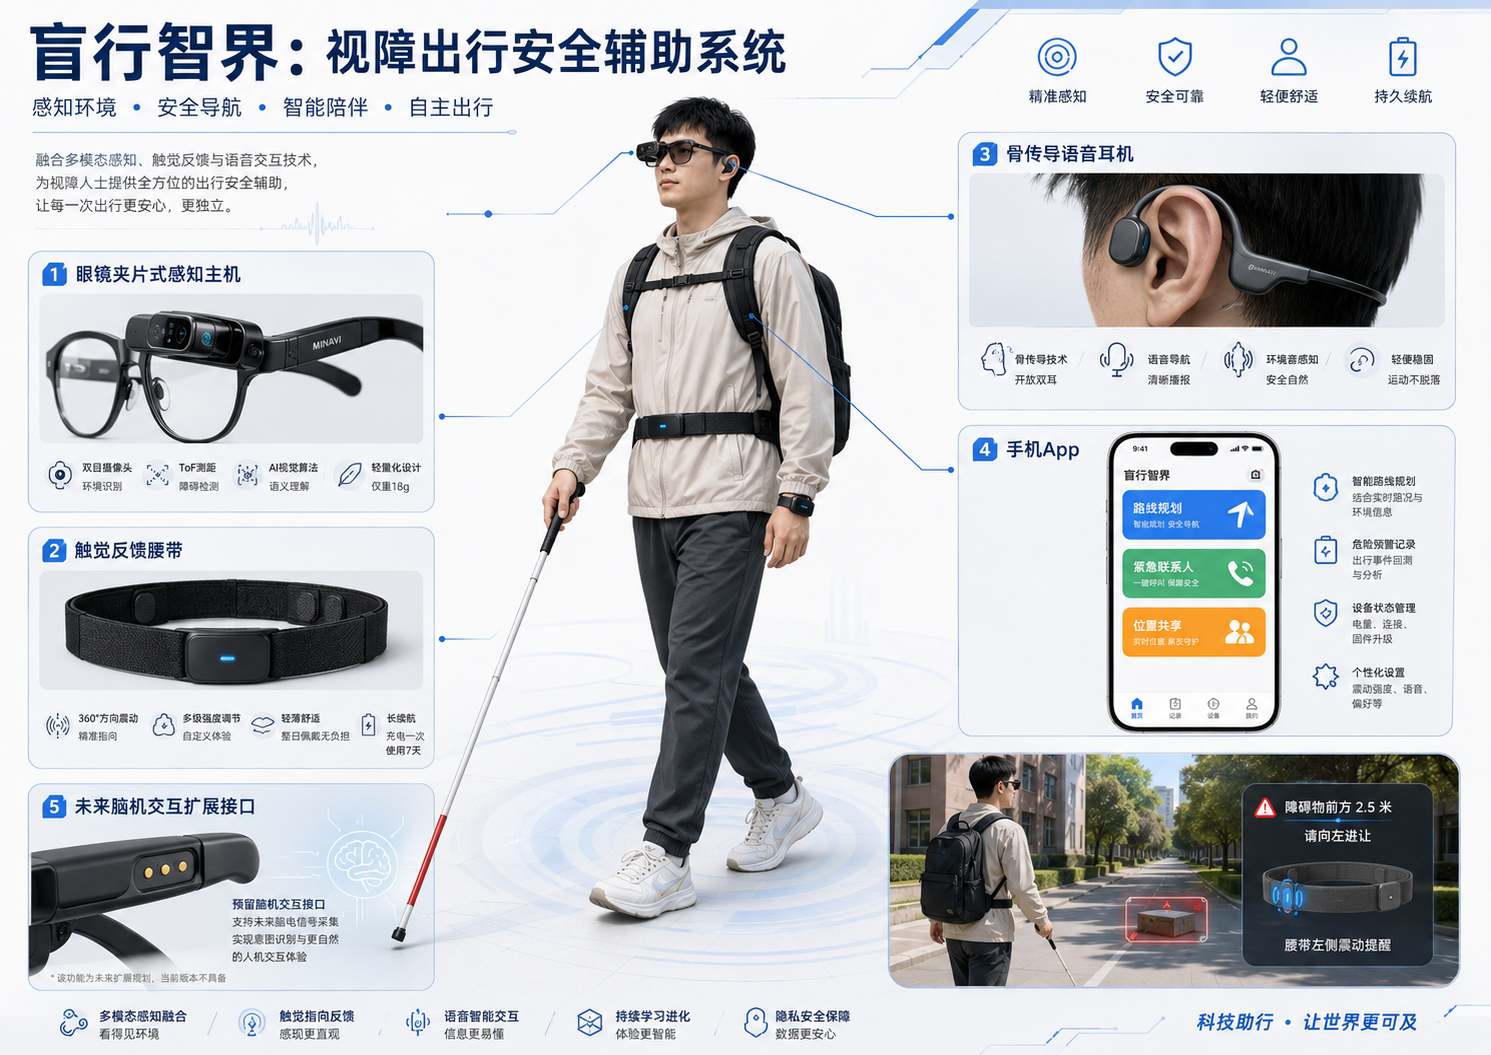 盲行智界：视障出行安全辅助系统
感知环境 • 安全导航 • 智能陪伴 • 自主出行
融合多模态感知、触觉反馈与语音交互技术，
为视障人士提供全方位的出行安全辅助，
让每一次出行更安心，更独立。
精准感知
安全可靠
轻便舒适
持久续航
1 眼镜夹片式感知主机
MINAVI
双目摄像头
环境识别
ToF测距
障碍检测
AI视觉算法
语义理解
轻量化设计
仅重18g
2 触觉反馈腰带
360°方向震动
精准指向
多级强度调节
自定义体验
轻薄舒适
整日佩戴无负担
长续航
充电一次
使用7天
5 未来脑机交互扩展接口
预留脑机交互接口
支持未来脑电信号采集
实现意图识别与更自然
的人机交互体验
* 该功能为未来扩展规划，当前版本不具备
3 骨传导语音耳机
骨传导技术
开放双耳
语音导航
清晰播报
环境音感知
安全自然
轻便稳固
运动不脱落
4 手机App
9:41
盲行智界
路线规划
智能规划 安全导航
紧急联系人
一键呼叫 保障安全
位置共享
实时位置 亲友守护
首页
记录
设备
我的
智能路线规划
结合实时路况与
环境信息
危险预警记录
出行事件回溯
与分析
设备状态管理
电量、连接、
固件升级
个性化设置
震动强度、语音、
偏好等
障碍物前方 2.5 米
请向左进让
腰带左侧震动提醒
多模态感知融合
看得见环境
触觉指向反馈
感现更直观
语音智能交互
信息更易懂
持续学习进化
体验更智能
隐私安全保障
数据更安心
科技助行 • 让世界更可及